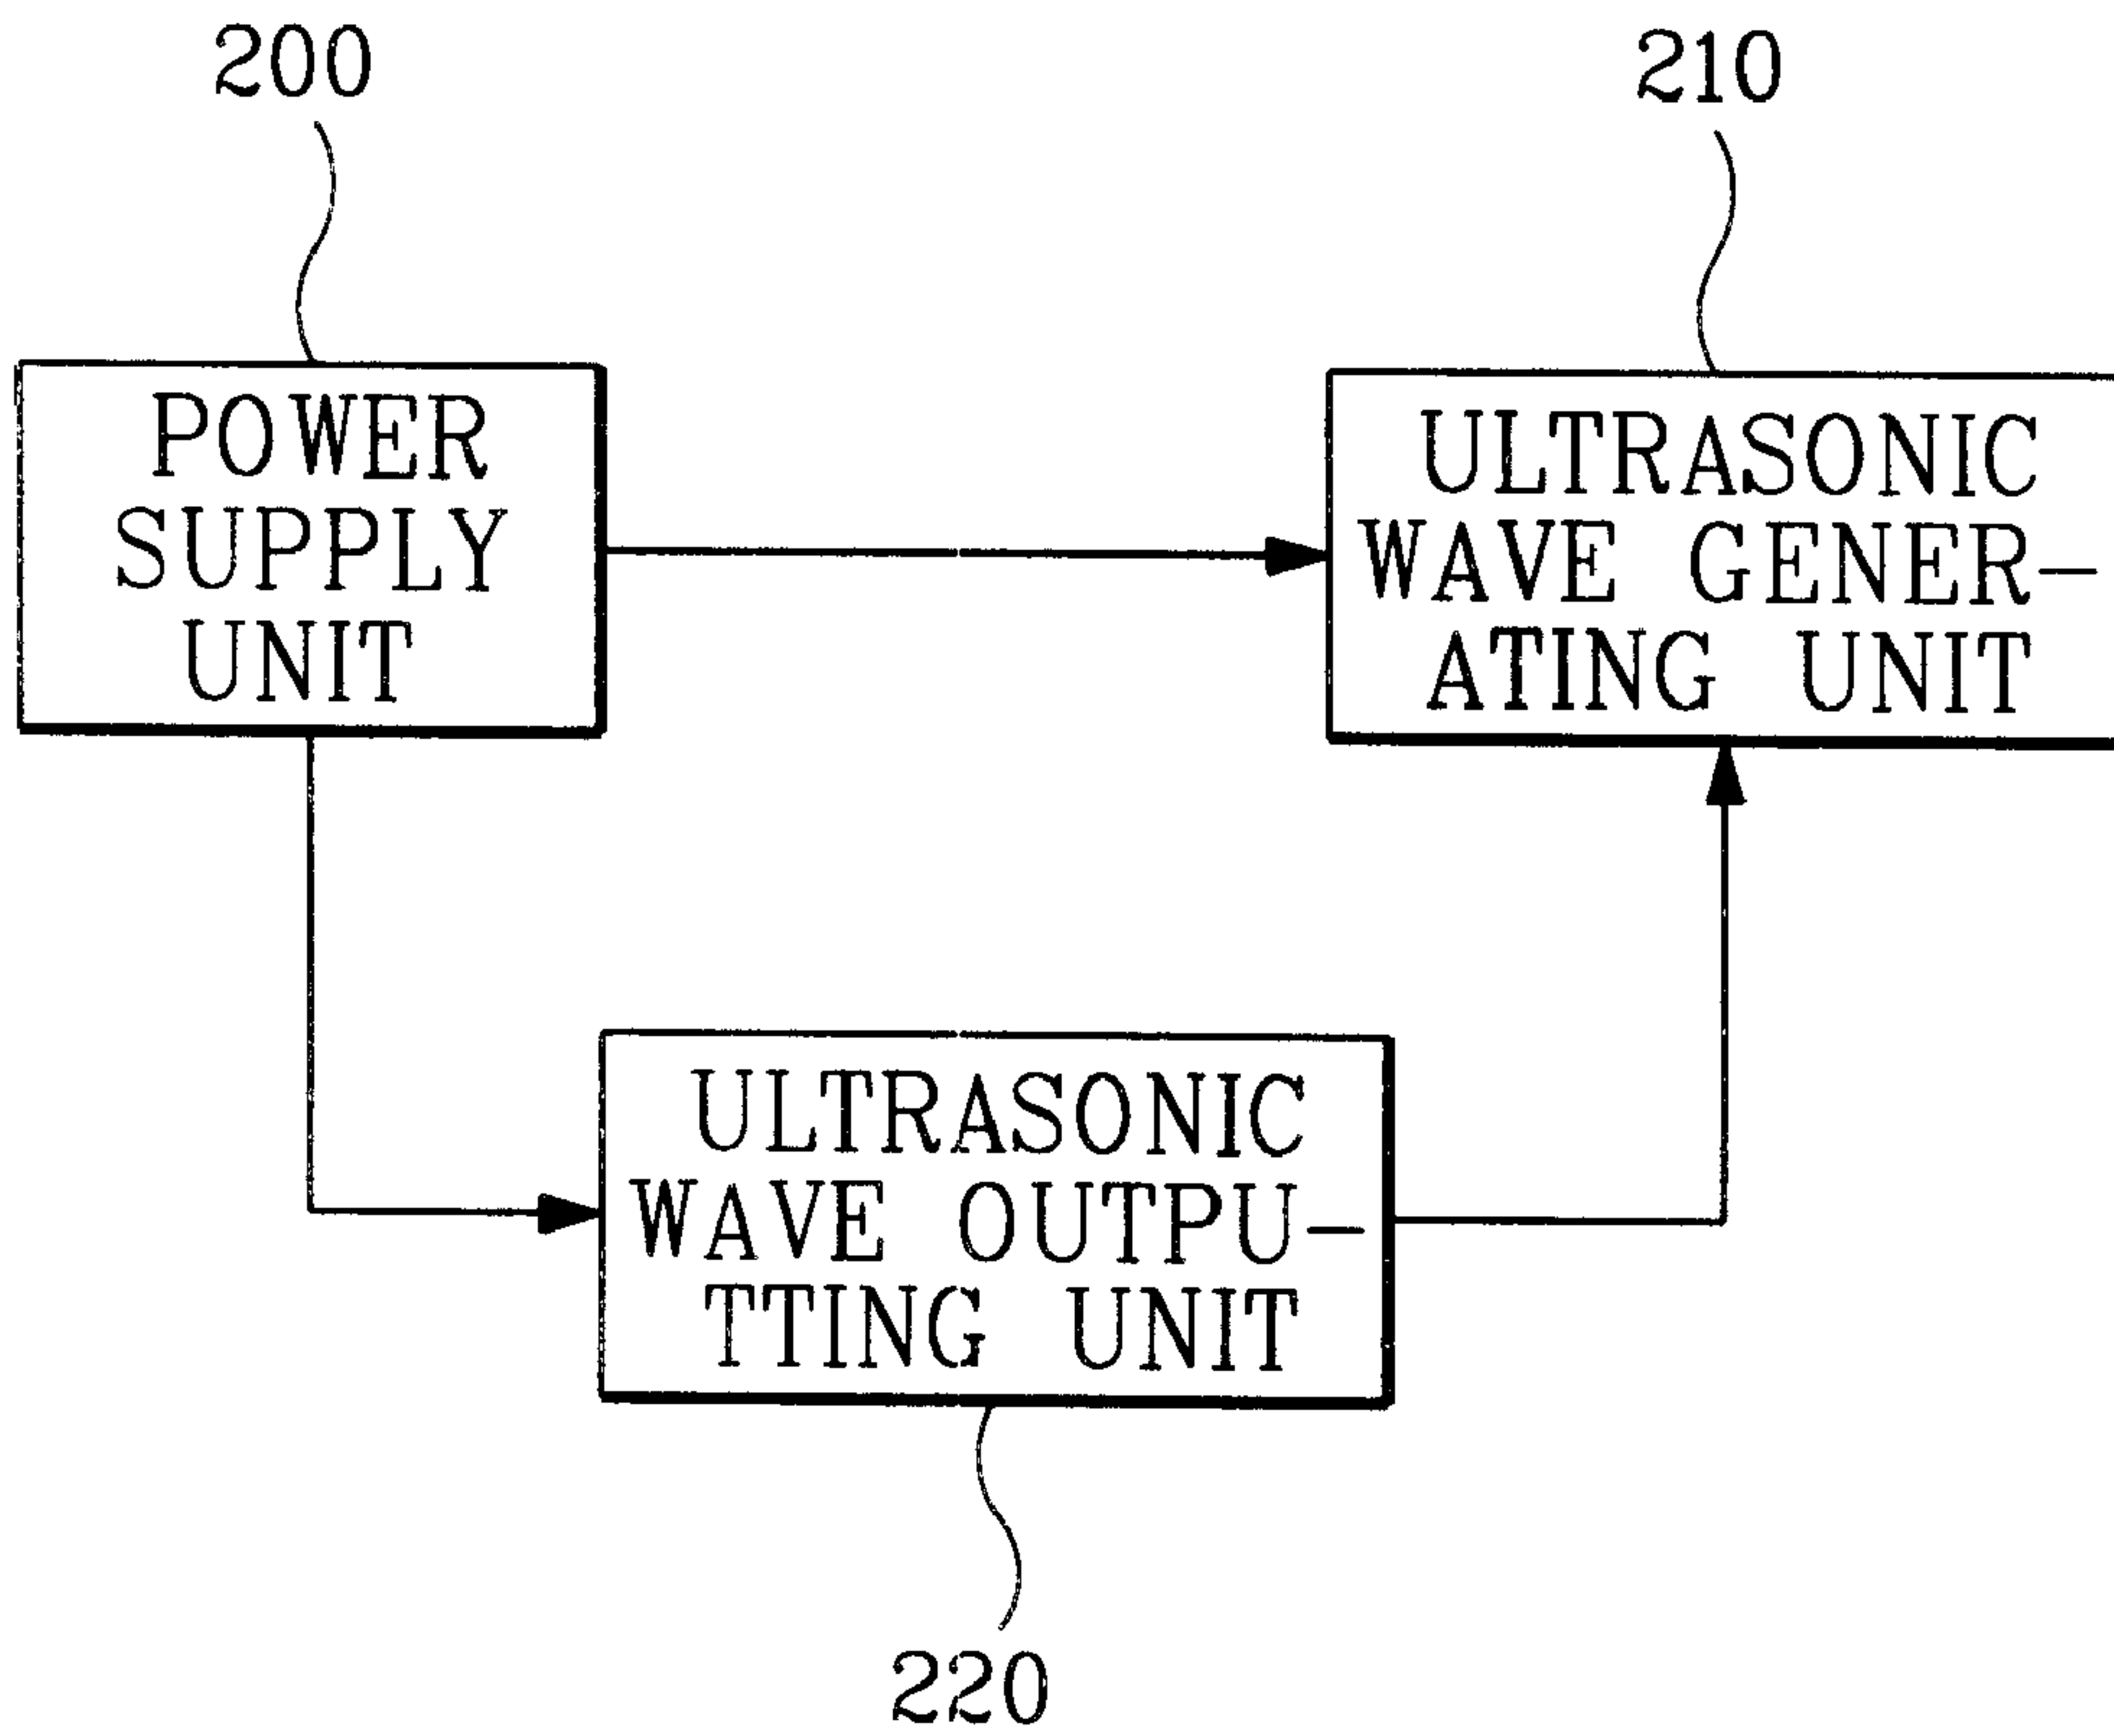 200
210
POWER
SUPPLY
UNIT
ULTRASONIC
WAVE GENER-
ATING UNIT
ULTRASONIC
WAVE OUTPU-
TTING UNIT
220